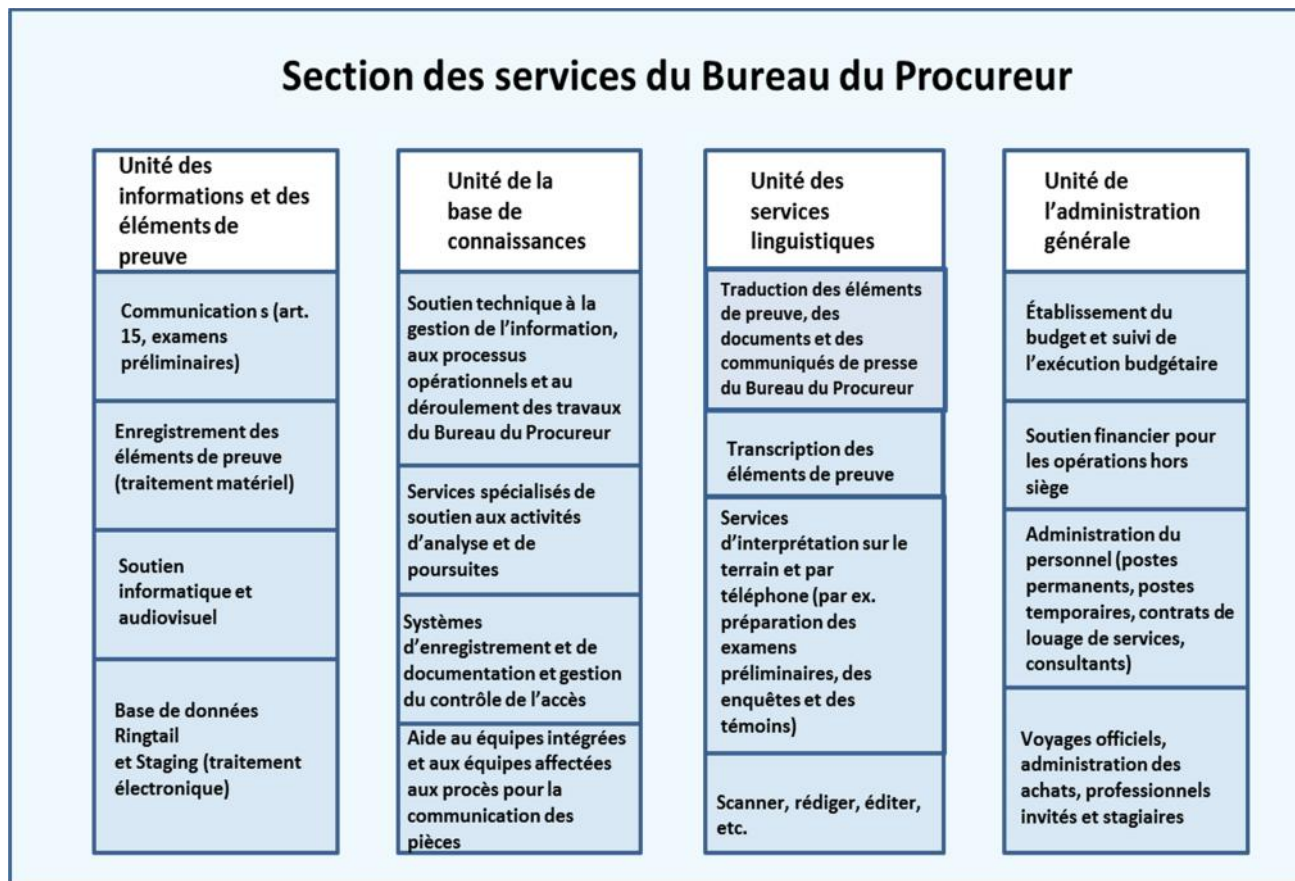 Section des services du Bureau du Procureur
Unité des
informations et des
éléments de
preuve
Communication s (art.
15, examens
préliminaires)
Enregistrement des
éléments de preuve
(traitement matériel)
Soutien
informatique et
audiovisuel
Base de données
Ringtail
et Staging (traitement
électronique)
Unité de la
base de
connaissances
Soutien technique à la
gestion de l'information,
aux processus
opérationnels et au
déroulement des travaux
du Bureau du Procureur
Services spécialisés de
soutien aux activités
d'analyse et de
poursuites
Systèmes
d'enregistrement et de
documentation et gestion
du contrôle de l'accès
Aide au équipes intégrées
et aux équipes affectées
aux procès pour la
communication des
pièces
Unité des
services
linguistiques
Traduction des éléments
de preuve, des
documents et des
communiqués de presse
du Bureau du Procureur
Transcription des
éléments de preuve
Services
d'interprétation sur le
terrain et par
téléphone (par ex.
préparation des
examens
préliminaires, des
enquêtes et des
témoins)
Scanner, rédiger, éditer,
etc.
Unité de
l'administration
générale
Établissement du
budget et suivi de
l'exécution budgétaire
Soutien financier pour
les opérations hors
siège
Administration du
personnel (postes
permanents, postes
temporaires, contrats de
louage de services,
consultants)
Voyages officiels,
administration des
achats, professionnels
invités et stagiaires